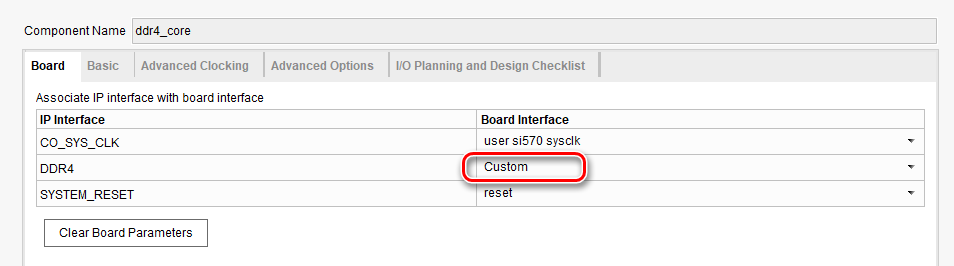 Component Name ddr4_core
Board Basic Advanced Clocking Advanced Options I/O Planning and Design Checklist
Associate IP interface with board interface
IP Interface Board Interface
CO_SYS_CLK user si570 sysclk
DDR4 Custom
SYSTEM_RESET reset
Clear Board Parameters